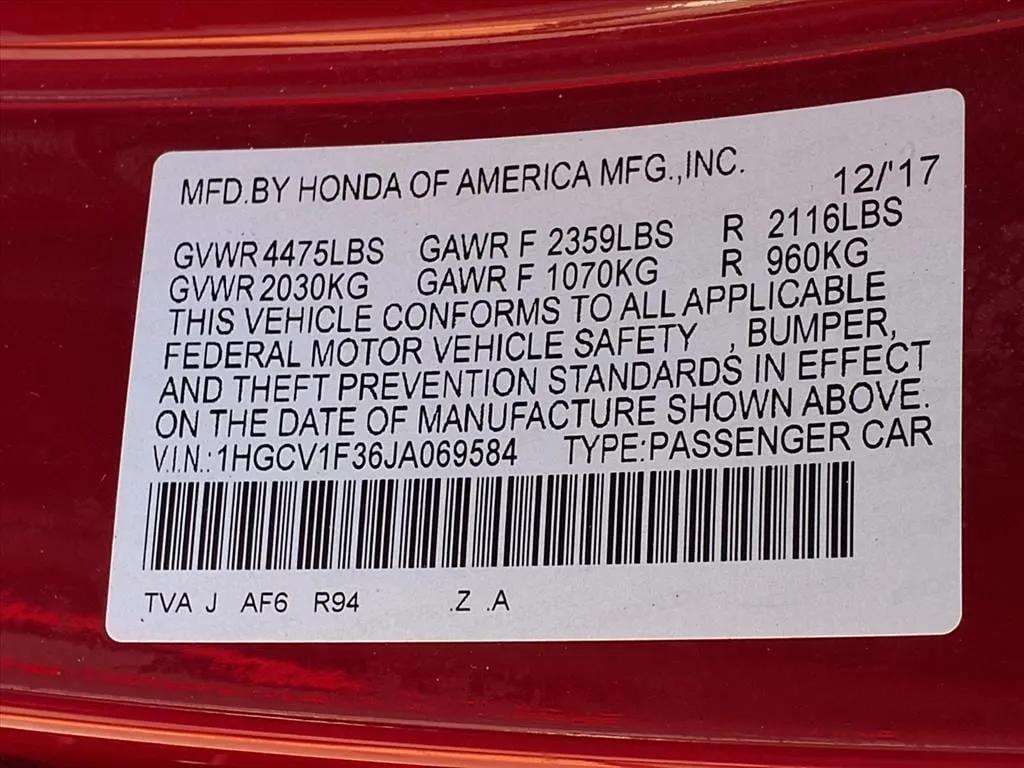 MFD.BY HONDA OF AMERICA MFG.,INC. 12/'17
GVWR 4475LBS GAWR F 2359LBS R 2116LBS
GVWR 2030KG GAWR F 1070KG R 960KG
THIS VEHICLE CONFORMS TO ALL APPLICABLE
FEDERAL MOTOR VEHICLE SAFETY , BUMPER,
AND THEFT PREVENTION STANDARDS IN EFFECT
ON THE DATE OF MANUFACTURE SHOWN ABOVE.
V.I.N.:1HGCV1F36JA069584 TYPE:PASSENGER CAR
TVA J AF6 R94 .Z .A